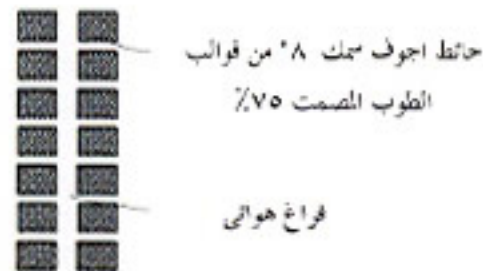 حائط اجوف سمك ٨" من قوالب
الطوب المصمت ٧٥٪
فراغ هوائى